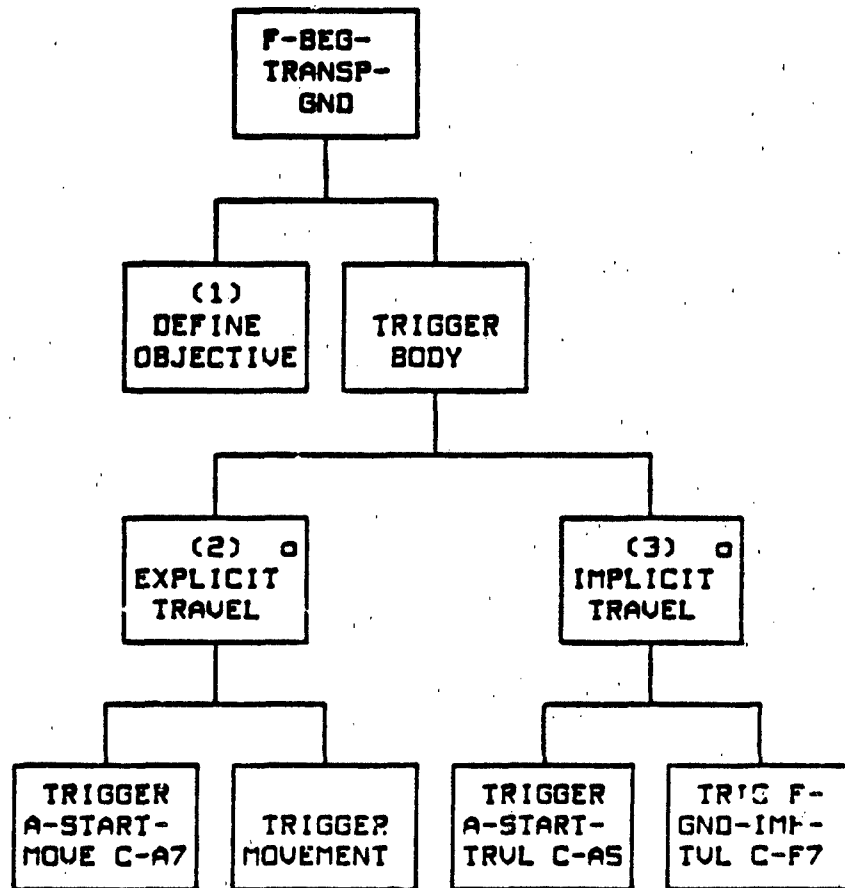 F-BEG-
TRANSP-
GND
(1)
DEFINE
OBJECTIVE
TRIGGER
BODY
(2) o
EXPLICIT
TRAVEL
(3) o
IMPLICIT
TRAVEL
TRIGGER
A-START-
MOVE C-A7
TRIGGER
MOVEMENT
TRIGGER
A-START-
TRVL C-A5
TRIG F-
GND-IMP-
TVL C-F7